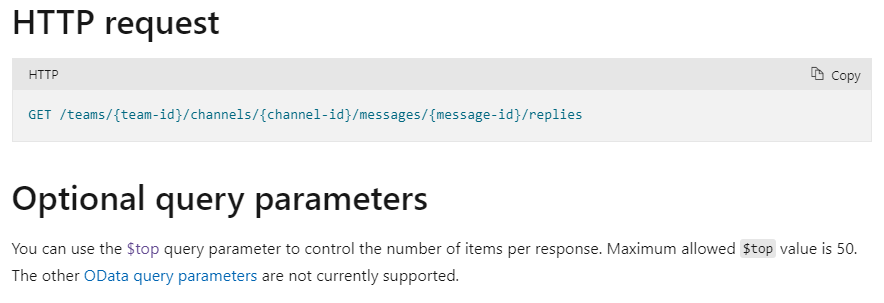 HTTP request
HTTP
Copy
GET /teams/{team-id}/channels/{channel-id}/messages/{message-id}/replies
Optional query parameters
You can use the $top query parameter to control the number of items per response. Maximum allowed $top value is 50.
The other OData query parameters are not currently supported.